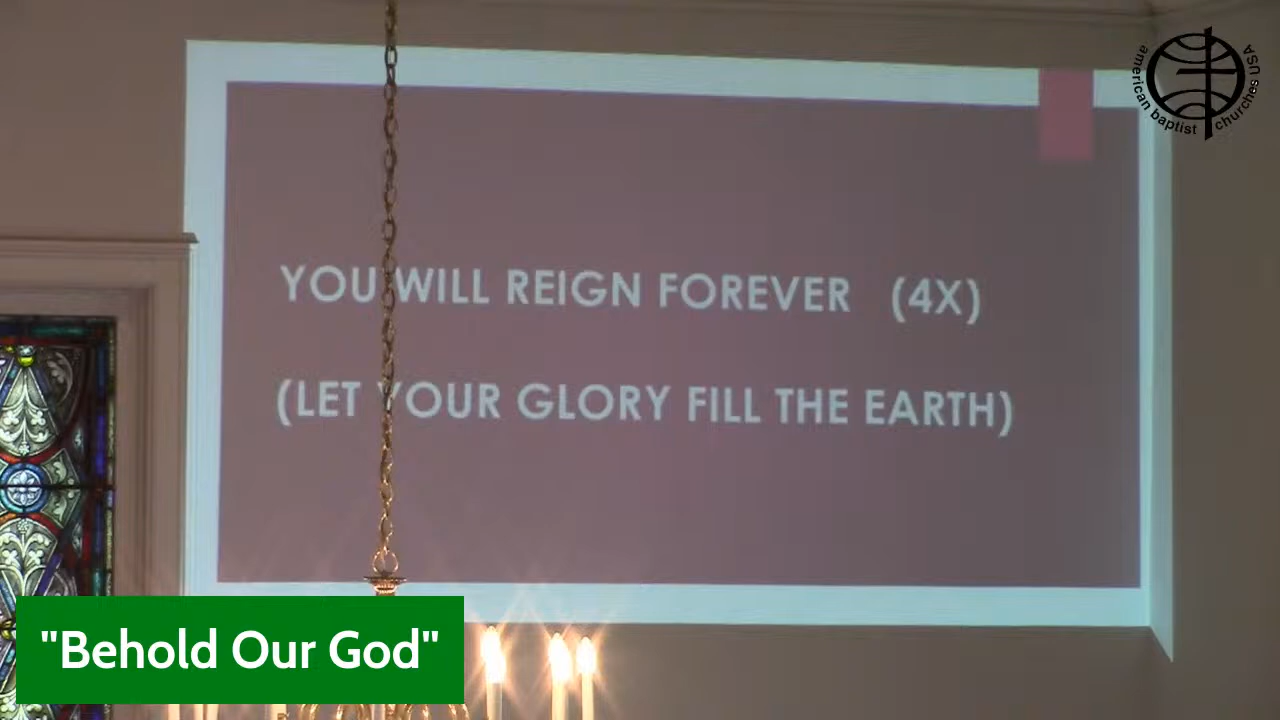 american baptist churches USA
YOU WILL REIGN FOREVER (4X)
(LET YOUR GLORY FILL THE EARTH)
"Behold Our God"